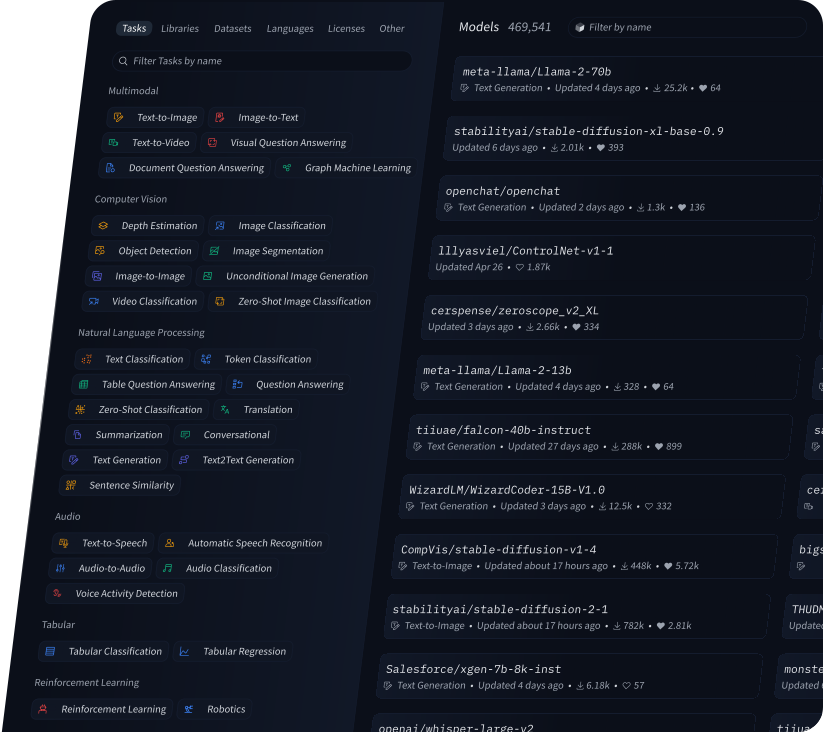 Tasks Libraries Datasets Languages Licenses Other
Filter Tasks by name
Multimodal
Text-to-Image Image-to-Text
Text-to-Video Visual Question Answering
Document Question Answering Graph Machine Learning
Computer Vision
Depth Estimation Image Classification
Object Detection Image Segmentation
Image-to-Image Unconditional Image Generation
Video Classification Zero-Shot Image Classification
Natural Language Processing
Text Classification Token Classification
Table Question Answering Question Answering
Zero-Shot Classification Translation
Summarization Conversational
Text Generation Text2Text Generation
Sentence Similarity
Audio
Text-to-Speech Automatic Speech Recognition
Audio-to-Audio Audio Classification
Voice Activity Detection
Tabular
Tabular Classification Tabular Regression
Reinforcement Learning
Reinforcement Learning Robotics
Models 469,541 Filter by name
meta-llama/Llama-2-70b
Text Generation • Updated 4 days ago • 25.2k • 64
stabilityai/stable-diffusion-xl-base-0.9
Updated 6 days ago • 2.01k • 393
openchat/openchat
Text Generation • Updated 2 days ago • 1.3k • 136
lllyasviel/ControlNet-v1-1
Updated Apr 26 • 1.87k
cerspense/zeroscope_v2_XL
Updated 3 days ago • 2.66k • 334
meta-llama/Llama-2-13b
Text Generation • Updated 4 days ago • 328 • 64
tiiuae/falcon-40b-instruct
Text Generation • Updated 27 days ago • 288k • 899
WizardLM/WizardCoder-15B-V1.0
Text Generation • Updated 3 days ago • 12.5k • 332
CompVis/stable-diffusion-v1-4
Text-to-Image • Updated about 17 hours ago • 448k • 5.72k
stabilityai/stable-diffusion-2-1
Text-to-Image • Updated about 17 hours ago • 782k • 2.81k
Salesforce/xgen-7b-8k-inst
Text Generation • Updated 4 days ago • 6.18k • 57
openai/whisper-large-v2
THUDM